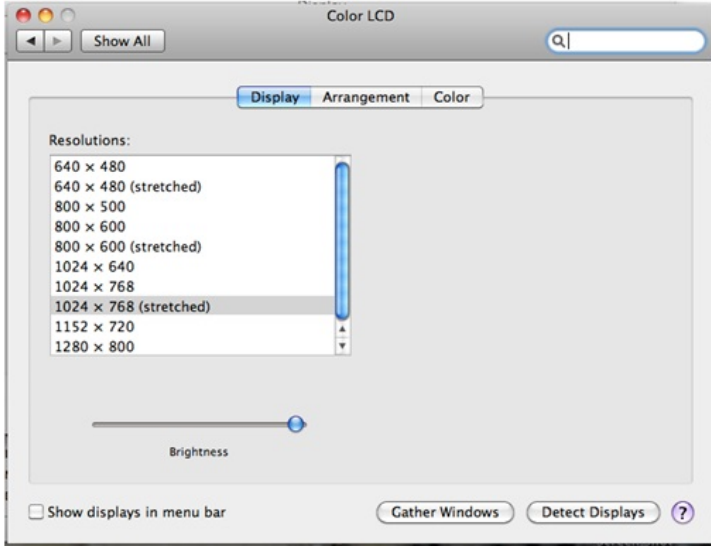 Color LCD
Show All
Display Arrangement Color
Resolutions:
640 × 480
640 × 480 (stretched)
800 × 500
800 × 600
800 × 600 (stretched)
1024 × 640
1024 × 768
1024 × 768 (stretched)
1152 × 720
1280 × 800
Brightness
Show displays in menu bar
Gather Windows
Detect Displays
?